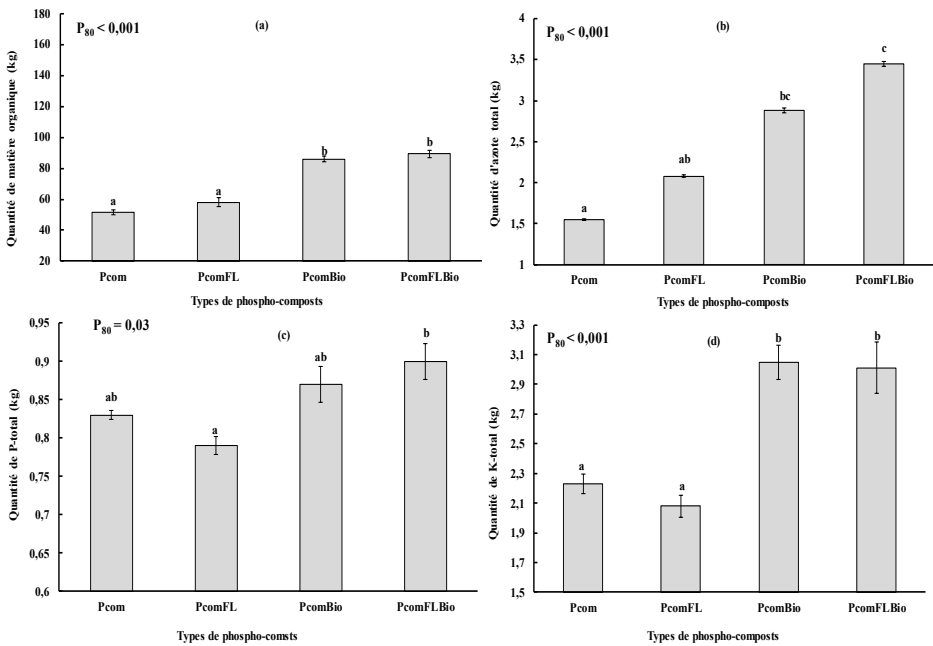 P80 < 0,001
(a)
Quantité de matière organique (kg)
180
160
140
120
100
80
60
40
20
a
a
b
b
Pcom PcomFL PcomBio PcomFLBio
Types de phospho-composts
P80 < 0,001
(b)
Quantité d'azote total (kg)
4
3,5
3
2,5
2
1,5
1
a
ab
bc
c
Pcom PcomFL PcomBio PcomFLBio
Types de phospho-composts
P80 = 0,03
(c)
Quantité de P-total (kg)
0,95
0,9
0,85
0,8
0,75
0,7
0,65
0,6
ab
a
ab
b
Pcom PcomFL PcomBio PcomFLBio
Types de phospho-comsts
P80 < 0,001
(d)
Quantité de K-total (kg)
3,3
3,1
2,9
2,7
2,5
2,3
2,1
1,9
1,7
1,5
a
a
b
b
Pcom PcomFL PcomBio PcomFLBio
Types de phospho-composts